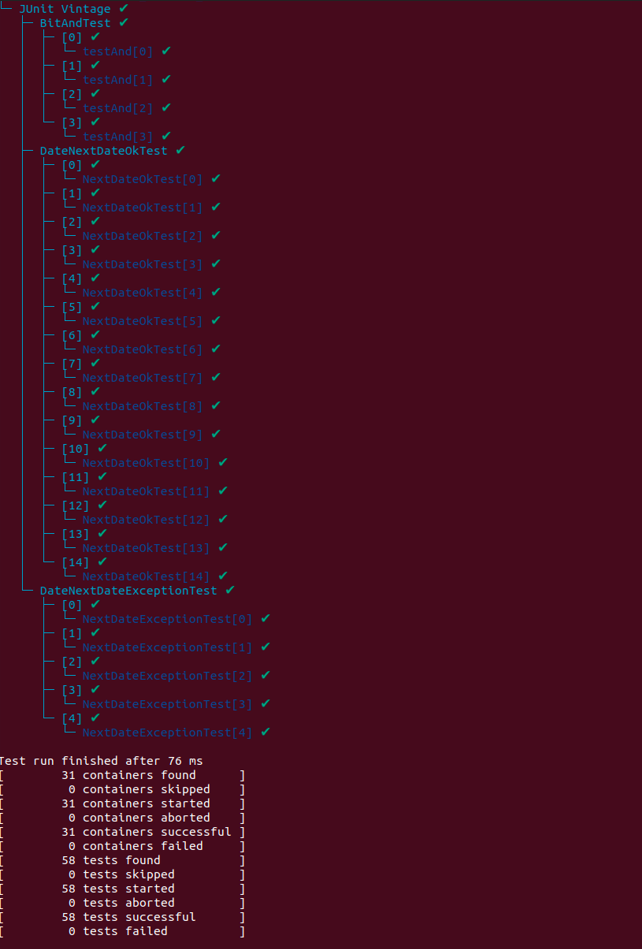 └─ JUnit Vintage ✔
   ├─ BitAndTest ✔
   │  ├─ [0] ✔
   │  │  └─ testAnd[0] ✔
   │  ├─ [1] ✔
   │  │  └─ testAnd[1] ✔
   │  ├─ [2] ✔
   │  │  └─ testAnd[2] ✔
   │  └─ [3] ✔
   │     └─ testAnd[3] ✔
   ├─ DateNextDateOkTest ✔
   │  ├─ [0] ✔
   │  │  └─ NextDateOkTest[0] ✔
   │  ├─ [1] ✔
   │  │  └─ NextDateOkTest[1] ✔
   │  ├─ [2] ✔
   │  │  └─ NextDateOkTest[2] ✔
   │  ├─ [3] ✔
   │  │  └─ NextDateOkTest[3] ✔
   │  ├─ [4] ✔
   │  │  └─ NextDateOkTest[4] ✔
   │  ├─ [5] ✔
   │  │  └─ NextDateOkTest[5] ✔
   │  ├─ [6] ✔
   │  │  └─ NextDateOkTest[6] ✔
   │  ├─ [7] ✔
   │  │  └─ NextDateOkTest[7] ✔
   │  ├─ [8] ✔
   │  │  └─ NextDateOkTest[8] ✔
   │  ├─ [9] ✔
   │  │  └─ NextDateOkTest[9] ✔
   │  ├─ [10] ✔
   │  │  └─ NextDateOkTest[10] ✔
   │  ├─ [11] ✔
   │  │  └─ NextDateOkTest[11] ✔
   │  ├─ [12] ✔
   │  │  └─ NextDateOkTest[12] ✔
   │  ├─ [13] ✔
   │  │  └─ NextDateOkTest[13] ✔
   │  └─ [14] ✔
   │     └─ NextDateOkTest[14] ✔
   └─ DateNextDateExceptionTest ✔
      ├─ [0] ✔
      │  └─ NextDateExceptionTest[0] ✔
      ├─ [1] ✔
      │  └─ NextDateExceptionTest[1] ✔
      ├─ [2] ✔
      │  └─ NextDateExceptionTest[2] ✔
      ├─ [3] ✔
      │  └─ NextDateExceptionTest[3] ✔
      └─ [4] ✔
         └─ NextDateExceptionTest[4] ✔
Test run finished after 76 ms
[        31 containers found      ]
[         0 containers skipped    ]
[        31 containers started    ]
[         0 containers aborted    ]
[        31 containers successful ]
[         0 containers failed     ]
[        58 tests found           ]
[         0 tests skipped         ]
[        58 tests started         ]
[         0 tests aborted         ]
[        58 tests successful      ]
[         0 tests failed          ]